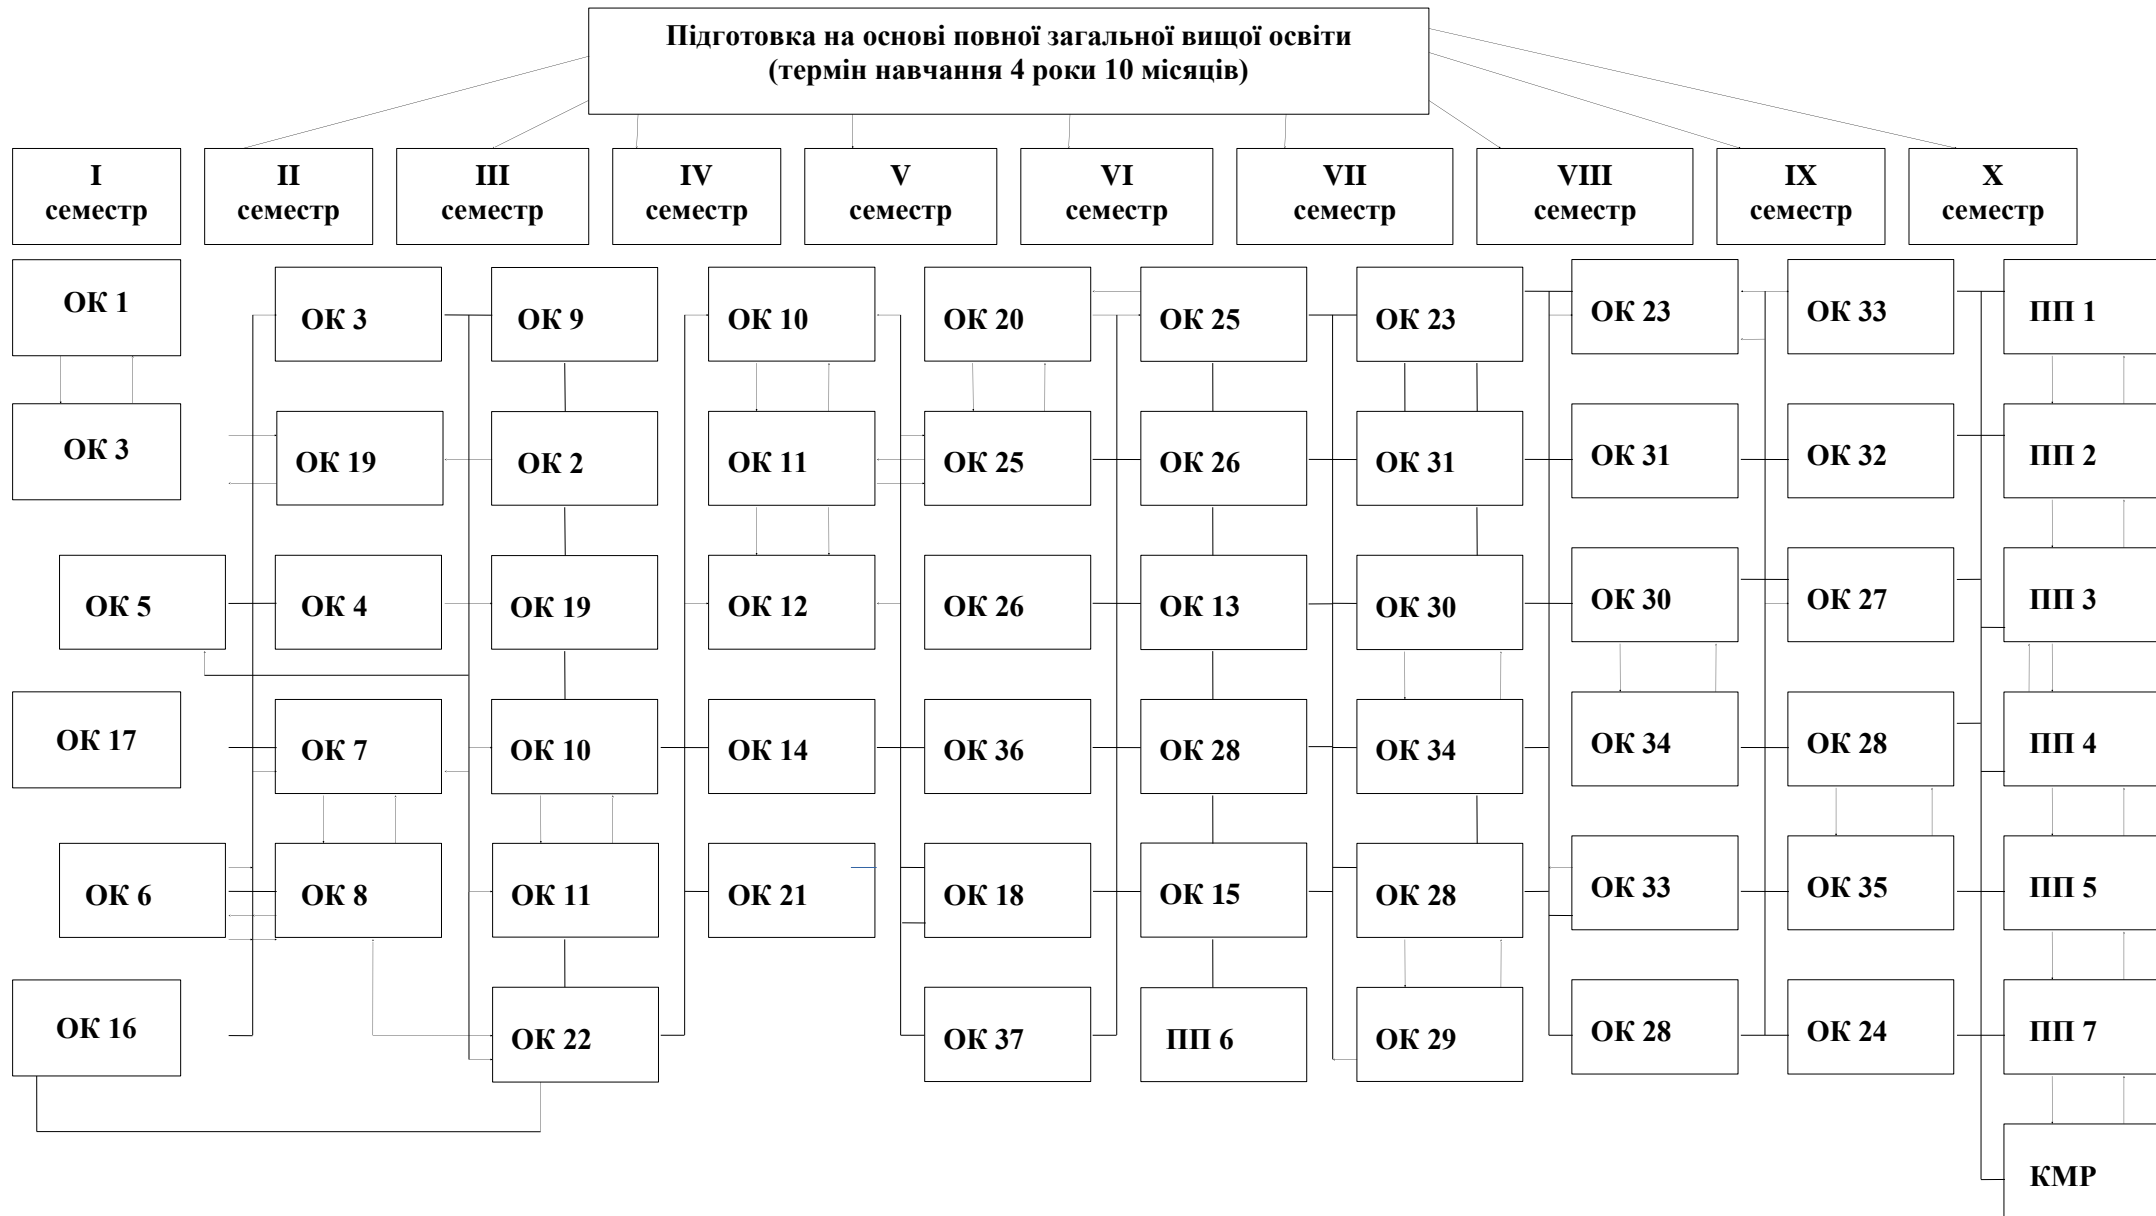 Підготовка на основі повної загальної вищої освіти
(термін навчання 4 роки 10 місяців)
I
семестр
II
семестр
III
семестр
IV
семестр
V
семестр
VI
семестр
VII
семестр
VIII
семестр
IX
семестр
X
семестр
ОК 1
ОК 3
ОК 9
ОК 10
ОК 20
ОК 25
ОК 23
ОК 23
ОК 33
ПП 1
ОК 3
ОК 19
ОК 2
ОК 11
ОК 25
ОК 26
ОК 31
ОК 31
ОК 32
ПП 2
ОК 5
ОК 4
ОК 19
ОК 12
ОК 26
ОК 13
ОК 30
ОК 30
ОК 27
ПП 3
ОК 17
ОК 7
ОК 10
ОК 14
ОК 36
ОК 28
ОК 34
ОК 34
ОК 28
ПП 4
ОК 6
ОК 8
ОК 11
ОК 21
ОК 18
ОК 15
ОК 28
ОК 33
ОК 35
ПП 5
ОК 16
ОК 22
ОК 37
ПП 6
ОК 29
ОК 28
ОК 24
ПП 7
КМР